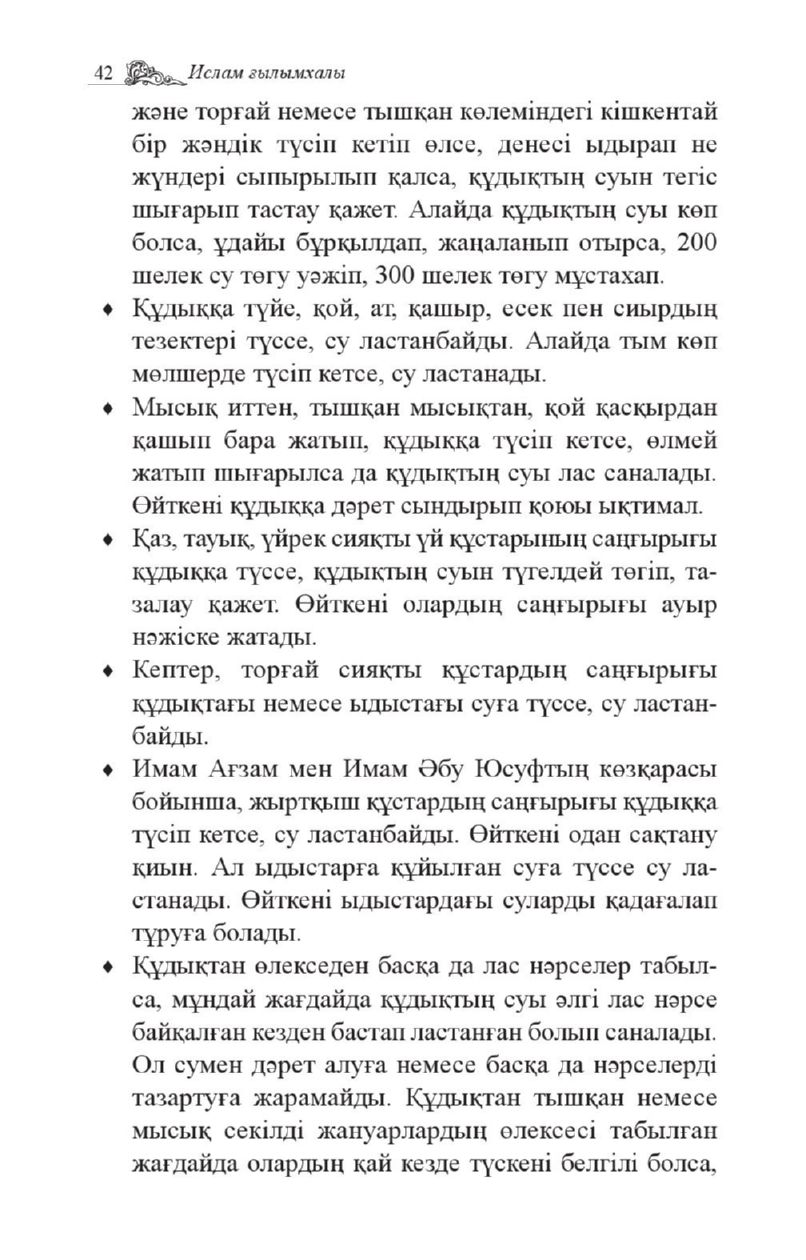 42 Ислам ғылымхалы
және торғай немесе тышқан көлеміндегі кішкентай
бір жәндік түсіп кетіп өлсе, денесі ыдырап не
жүндері сыпырылып қалса, құдықтың суын тегіс
шығарып тастау қажет. Алайда құдықтың суы көп
болса, ұдайы бұрқылдап, жаңаланып отырса, 200
шелек су төгу уәжіп, 300 шелек төгу мұстахап.
♦ Құдыққа түйе, қой, ат, қашыр, есек пен сиырдың
тезектері түссе, су ластанбайды. Алайда тым көп
мөлшерде түсіп кетсе, су ластанады.
♦ Мысық иттен, тышқан мысықтан, қой қасқырдан
қашып бара жатып, құдыққа түсіп кетсе, өлмей
жатып шығарылса да құдықтың суы лас саналады.
Өйткені құдыққа дәрет сындырып қоюы ықтимал.
♦ Қаз, тауық, үйрек сияқты үй құстарының саңғырығы
құдыққа түссе, құдықтың суын түгелдей төгіп, та-
залау қажет. Өйткені олардың саңғырығы ауыр
нәжіске жатады.
♦ Кептер, торғай сияқты құстардың саңғырығы
құдықтағы немесе ыдыстағы суға түссе, су ластан-
байды.
♦ Имам Ағзам мен Имам Әбу Юсуфтың көзқарасы
бойынша, жыртқыш құстардың саңғырығы құдыққа
түсіп кетсе, су ластанбайды. Өйткені одан сақтану
қиын. Ал ыдыстарға құйылған суға түссе су ла-
станады. Өйткені ыдыстардағы суларды қадағалап
тұруға болады.
♦ Құдықтан өлекседен басқа да лас нәрселер табыл-
са, мұндай жағдайда құдықтың суы әлгі лас нәрсе
байқалған кезден бастап ластанған болып саналады.
Ол сумен дәрет алуға немесе басқа да нәрселерді
тазартуға жарамайды. Құдықтан тышқан немесе
мысық секілді жануарлардың өлексесі табылған
жағдайда олардың қай кезде түскені белгілі болса,